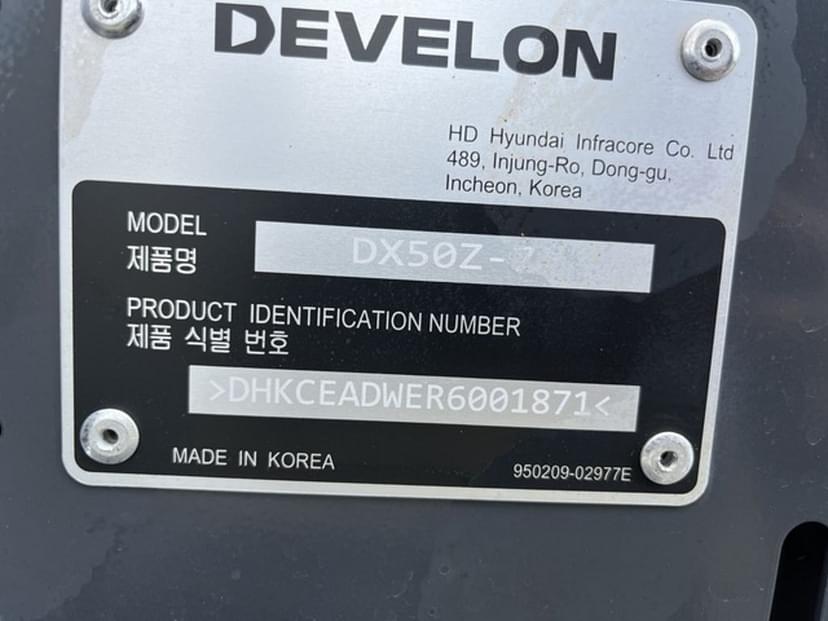 DEVELON
HD Hyundai Infracore Co. Ltd
489, Injung-Ro, Dong-gu,
Incheon, Korea
MODEL
제품명
DX50Z-7
PRODUCT IDENTIFICATION NUMBER
제품 식별 번호
>DHKCEADWER6001871<
MADE IN KOREA
950209-02977E